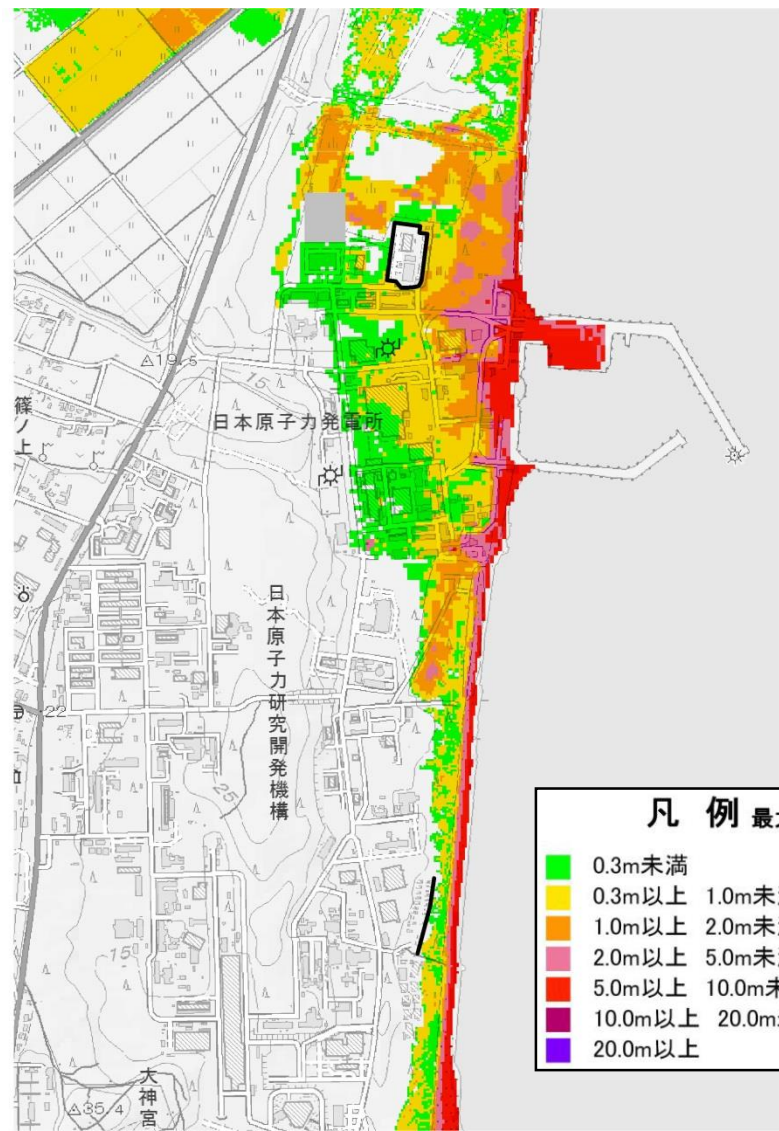 △19.5
15
日本原子力発電所
篠ノ上
日本原子力研究開発機構
22
25
15
大神宮
△35.4
凡 例 最
0.3m未満
0.3m以上 1.0m未
1.0m以上 2.0m未
2.0m以上 5.0m未
5.0m以上 10.0m未
10.0m以上 20.0m
20.0m以上